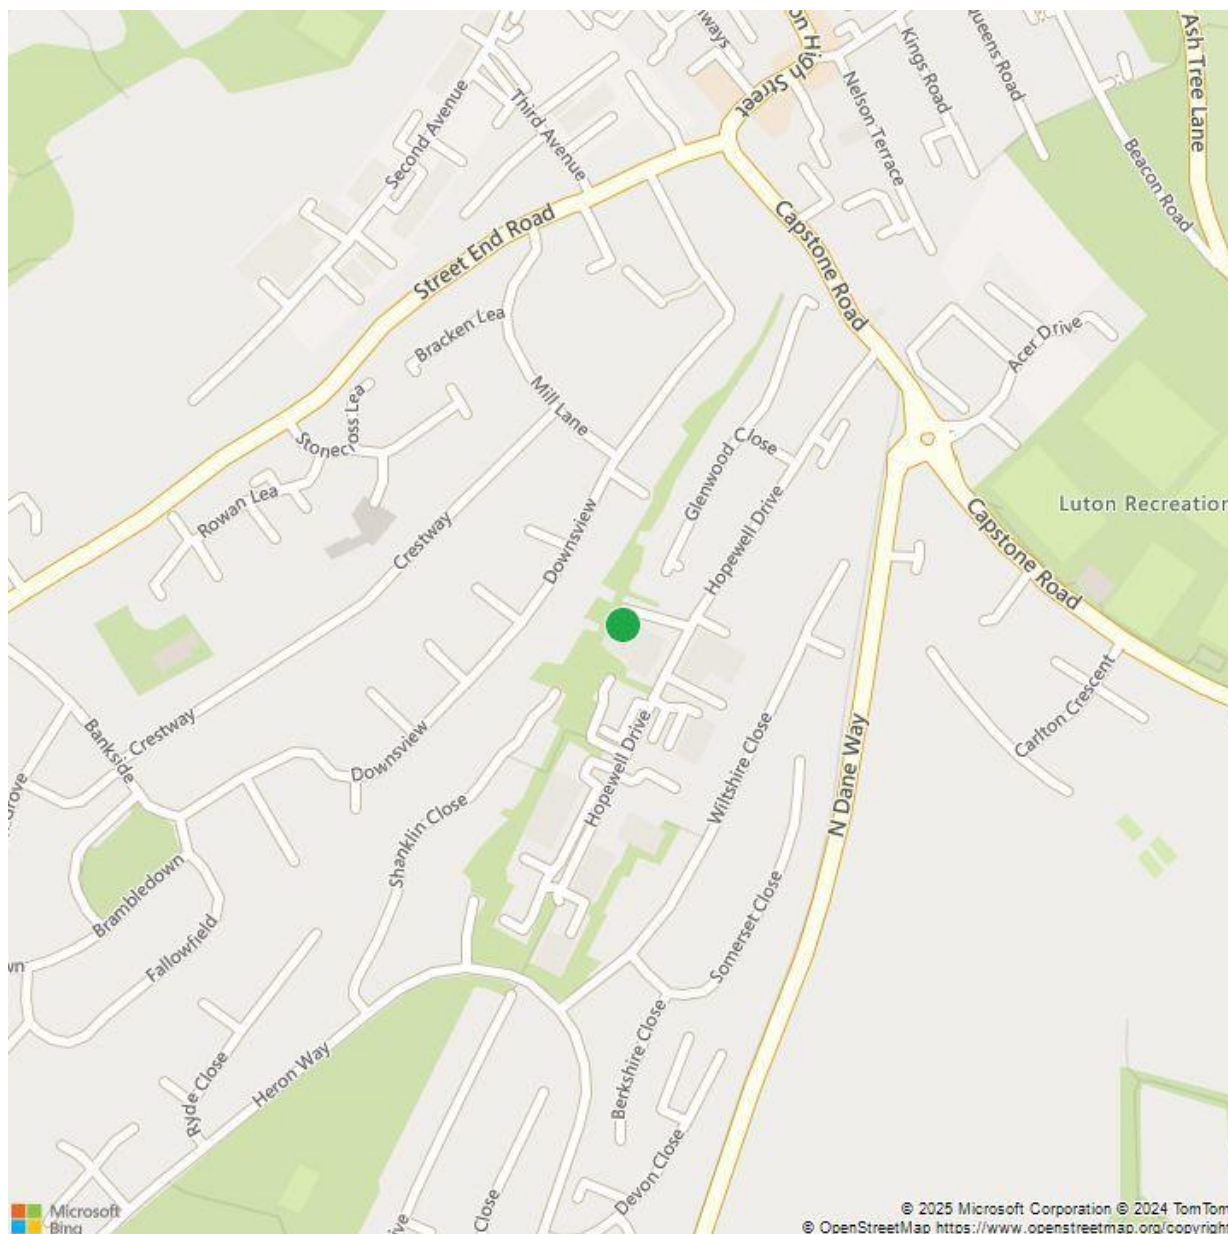 Ash Tree Lane
Queens Road
Kings Road
on High Street
Nelson Terrace
Beacon Road
Second Avenue
Third Avenue
Street End Road
Capstone Road
Bracken Lea
Acer Drive
Mill Lane
Stonecross Lea
Rowan Lea
Glenwood Close
Hopewell Drive
Luton Recreation
Crestway
Downsview
Capstone Road
Carlton Crescent
Bankside
Crestway
Downsview
Hopewell Drive
Wiltshire Close
N Dane Way
Shanklin Close
Brambledown
Fallowfield
wn
Somerset Close
Berkshire Close
Heron Way
Ryde Close
Devon Close
Close
Microsoft
Bing
© 2025 Microsoft Corporation © 2024 TomTom
© OpenStreetMap https://www.openstreetmap.org/copyright